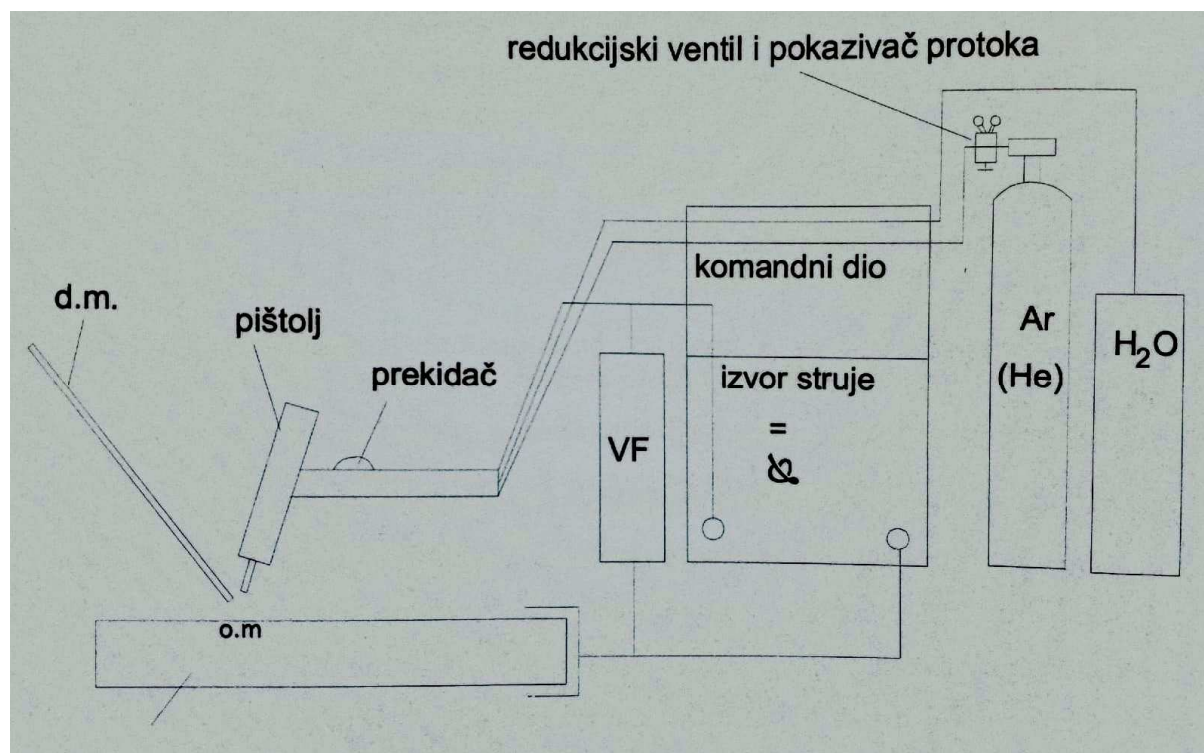 redukcijski ventil i pokazivač protoka
komandni dio
d.m.
pištolj
prekidač
izvor struje
=
VF
Ar
(He)
H₂O
o.m